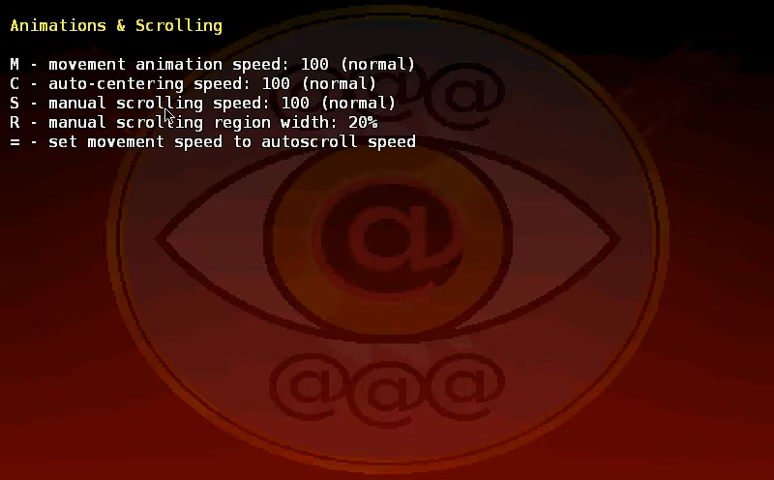 Animations & Scrolling
M - movement animation speed: 100 (normal)
C - auto-centering speed: 100 (normal)
S - manual scrolling speed: 100 (normal)
R - manual scrolling region width: 20%
= - set movement speed to autoscroll speed
@@@
@
@@@